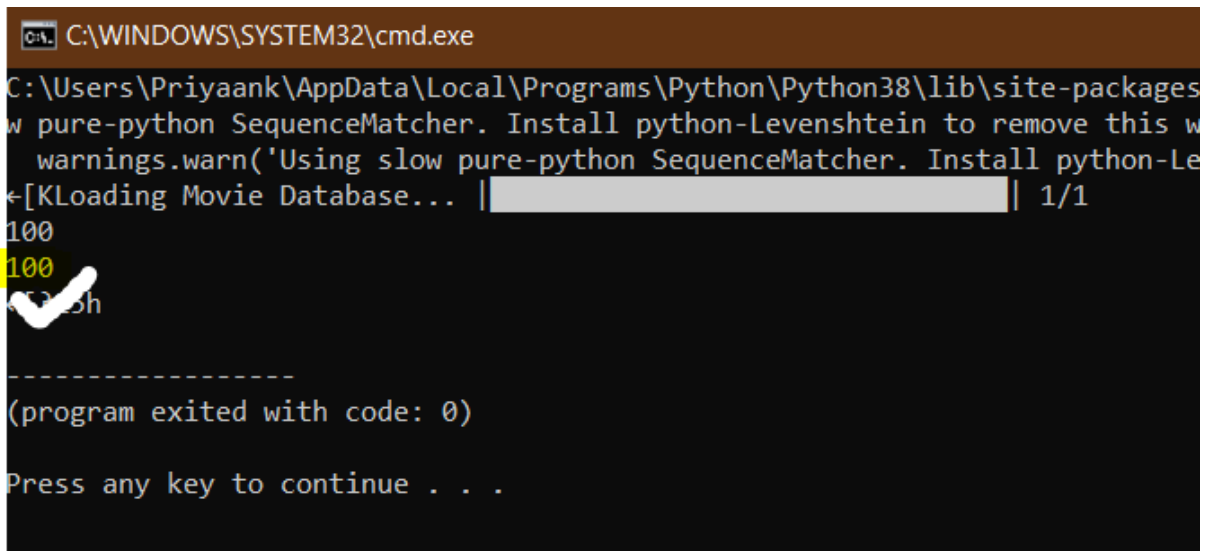 C:\WINDOWS\SYSTEM32\cmd.exe
C:\Users\Priyaank\AppData\Local\Programs\Python\Python38\lib\site-packages
w pure-python SequenceMatcher. Install python-Levenshtein to remove this w
warnings.warn('Using slow pure-python SequenceMatcher. Install python-Le
←[KLoading Movie Database... | | 1/1
100
100
h
------------------
(program exited with code: 0)
Press any key to continue . . .